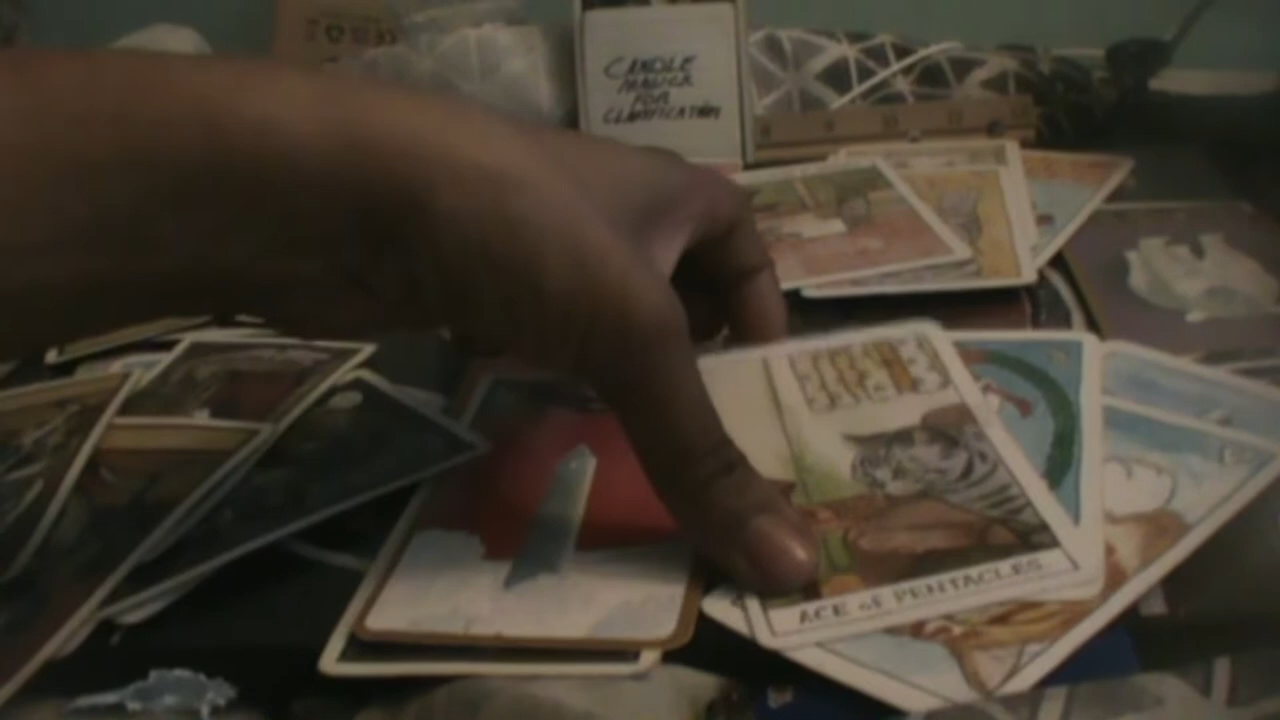 CANDLE
MAGICK
FOR
CLARIFICATION
ACE OF PENTACLES